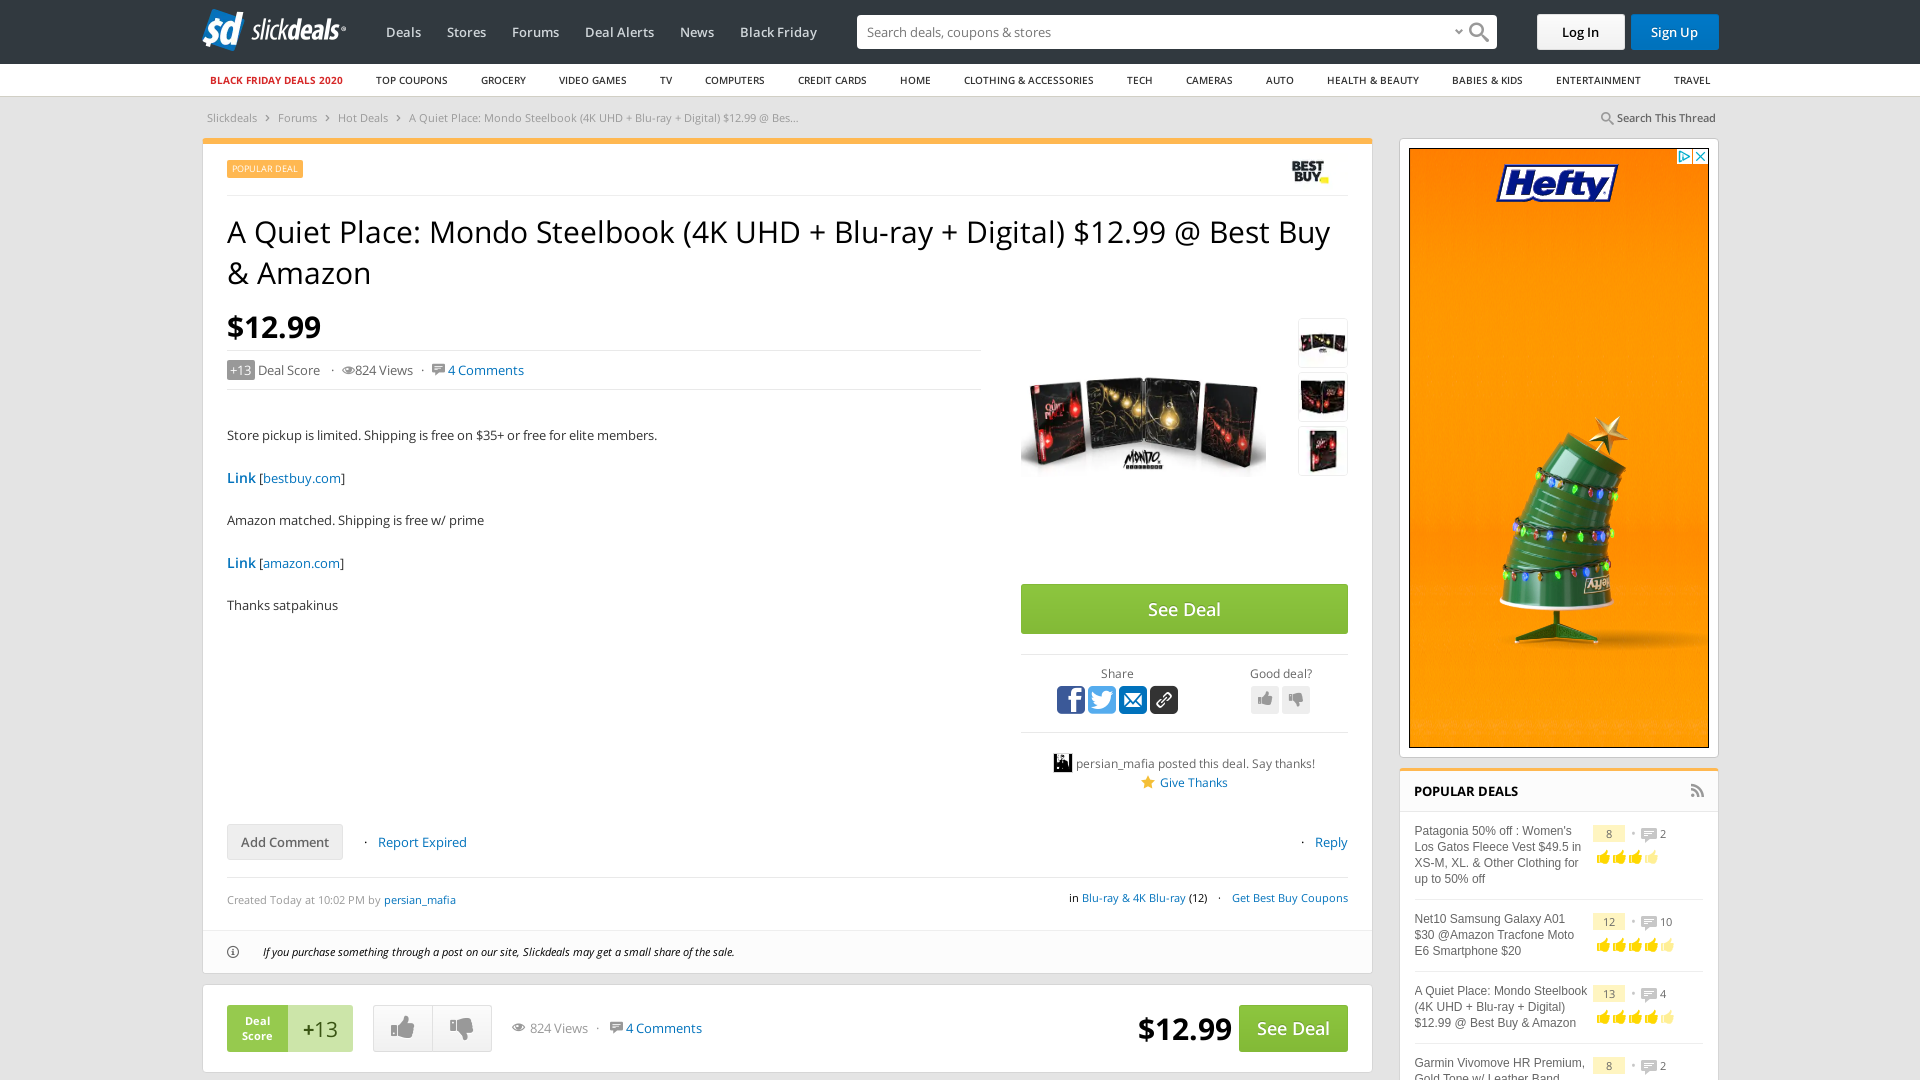 sd slickdeals
Deals
Stores
Forums
Deal Alerts
News
Black Friday
Search deals, coupons & shops
Log In
Sign Up
BLACK FRIDAY DEALS 2020
TOP COUPONS
GROCERY
VIDEO GAMES
TV
COMPUTERS
CREDIT CARDS
HOME
CLOTHING & ACCESSORIES
TECH
CAMERAS
AUTO
HEALTH & BEAUTY
BABIES & KIDS
ENTERTAINMENT
TRAVEL
Slickdeals › Forums › Hot Deals › A Quiet Place: Mondo Steelbook (4K UHD + Blu-ray + Digital) $12.99 @ Bes...
Search This Thread
POPULAR DEAL
BEST
BUY
A Quiet Place: Mondo Steelbook (4K UHD + Blu-ray + Digital) $12.99 @ Best Buy
& Amazon
$12.99
+13 Deal Score · 824 Views · 4 Comments
Store pickup is limited. Shipping is free on $35+ or free for elite members.
Link [bestbuy.com]
Amazon matched. Shipping is free w/ prime
Link [amazon.com]
Thanks satpakinus
MONDO
See Deal
Share
Good deal?
persian_mafia posted this deal. Say thanks!
Give Thanks
Add Comment · Report Expired
· Reply
Created Today at 10:02 PM by persian_mafia
in Blu-ray & 4K Blu-ray (12) · Get Best Buy Coupons
If you purchase something through a post on our site, Slickdeals may get a small share of the sale.
Deal
Score
+13
824 Views · 4 Comments
$12.99
See Deal
Hefty
Hefty
POPULAR DEALS
Patagonia 50% off : Women's
Los Gatos Fleece Vest $49.5 in
XS-M, XL. & Other Clothing for
up to 50% off
8 • 2
Net10 Samsung Galaxy A01
$30 @Amazon Tracfone Moto
E6 Smartphone $20
12 • 10
A Quiet Place: Mondo Steelbook
(4K UHD + Blu-ray + Digital)
$12.99 @ Best Buy & Amazon
13 • 4
Garmin Vivomove HR Premium,
Gold Tone w/ Leather Band
8 • 2